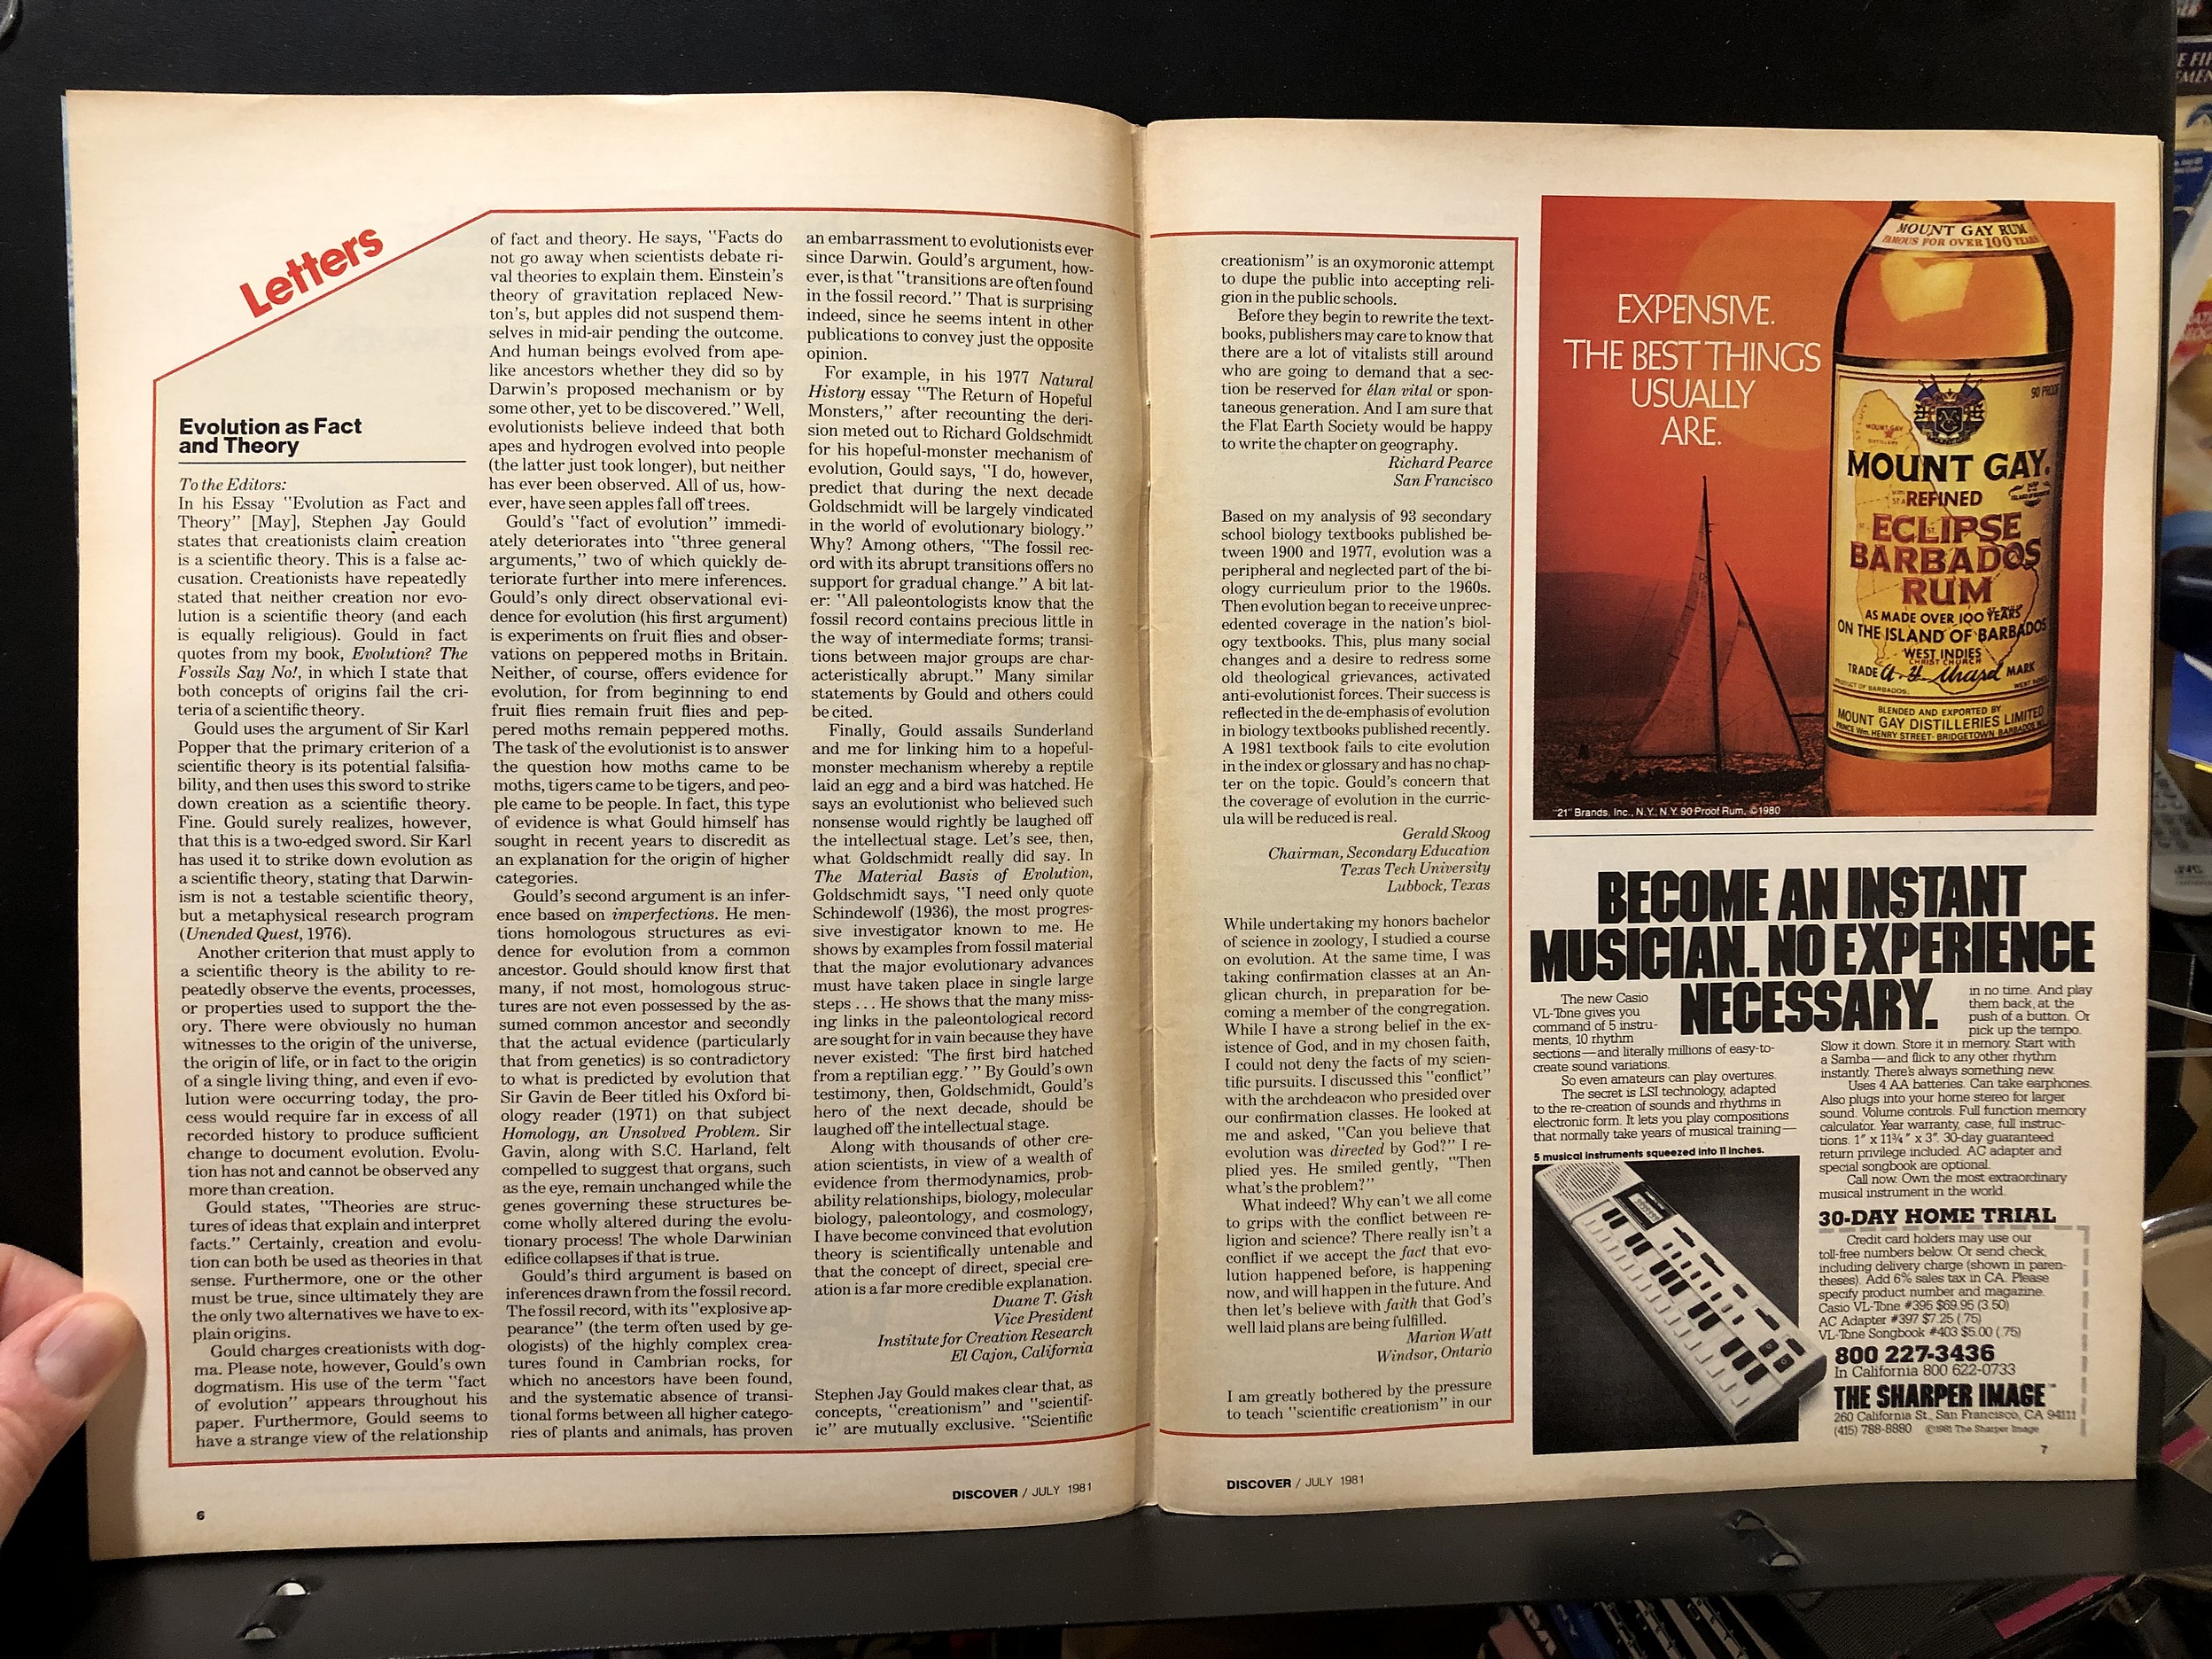 Letters
Evolution as Fact
and Theory
To the Editors:
In his Essay "Evolution as Fact and
Theory" [May], Stephen Jay Gould
states that creationists claim creation
is a scientific theory. This is a false ac-
cusation. Creationists have repeatedly
stated that neither creation nor evo-
lution is a scientific theory (and each
is equally religious). Gould in fact
quotes from my book, Evolution? The
Fossils Say No!, in which I state that
both concepts of origins fail the cri-
teria of a scientific theory.
Gould uses the argument of Sir Karl
Popper that the primary criterion of a
scientific theory is its potential falsifia-
bility, and then uses this sword to strike
down creation as a scientific theory.
Fine. Gould surely realizes, however,
that this is a two-edged sword. Sir Karl
has used it to strike down evolution as
a scientific theory, stating that Darwin-
ism is not a testable scientific theory,
but a metaphysical research program
(Unended Quest, 1976).
Another criterion that must apply to
a scientific theory is the ability to re-
peatedly observe the events, processes,
or properties used to support the the-
ory. There were obviously no human
witnesses to the origin of the universe,
the origin of life, or in fact to the origin
of a single living thing, and even if evo-
lution were occurring today, the pro-
cess would require far in excess of all
recorded history to produce sufficient
change to document evolution. Evolu-
tion has not and cannot be observed any
more than creation.
Gould states, "Theories are struc-
tures of ideas that explain and interpret
facts." Certainly, creation and evolu-
tion can both be used as theories in that
sense. Furthermore, one or the other
must be true, since ultimately they are
the only two alternatives we have to ex-
plain origins.
Gould charges creationists with dog-
ma. Please note, however, Gould's own
dogmatism. His use of the term "fact
of evolution" appears throughout his
paper. Furthermore, Gould seems to
have a strange view of the relationship
of fact and theory. He says, "Facts do
not go away when scientists debate ri-
val theories to explain them. Einstein's
theory of gravitation replaced New-
ton's, but apples did not suspend them-
selves in mid-air pending the outcome.
And human beings evolved from ape-
like ancestors whether they did so by
Darwin's proposed mechanism or by
some other, yet to be discovered." Well,
evolutionists believe indeed that both
apes and hydrogen evolved into people
(the latter just took longer), but neither
has ever been observed. All of us, how-
ever, have seen apples fall off trees.
Gould's "fact of evolution" immedi-
ately deteriorates into "three general
arguments," two of which quickly de-
teriorate further into mere inferences.
Gould's only direct observational evi-
dence for evolution (his first argument)
is experiments on fruit flies and obser-
vations on peppered moths in Britain.
Neither, of course, offers evidence for
evolution, for from beginning to end
fruit flies remain fruit flies and pep-
pered moths remain peppered moths.
The task of the evolutionist is to answer
the question how moths came to be
moths, tigers came to be tigers, and peo-
ple came to be people. In fact, this type
of evidence is what Gould himself has
sought in recent years to discredit as
an explanation for the origin of higher
categories.
Gould's second argument is an infer-
ence based on imperfections. He men-
tions homologous structures as evi-
dence for evolution from a common
ancestor. Gould should know first that
many, if not most, homologous struc-
tures are not even possessed by the as-
sumed common ancestor and secondly
that the actual evidence (particularly
that from genetics) is so contradictory
to what is predicted by evolution that
Sir Gavin de Beer titled his Oxford bi-
ology reader (1971) on that subject
Homology, an Unsolved Problem. Sir
Gavin, along with S.C. Harland, felt
compelled to suggest that organs, such
as the eye, remain unchanged while the
genes governing these structures be-
come wholly altered during the evolu-
tionary process! The whole Darwinian
edifice collapses if that is true.
Gould's third argument is based on
inferences drawn from the fossil record.
The fossil record, with its "explosive ap-
pearance" (the term often used by ge-
ologists) of the highly complex crea-
tures found in Cambrian rocks, for
which no ancestors have been found,
and the systematic absence of transi-
tional forms between all higher catego-
ries of plants and animals, has proven
an embarrassment to evolutionists ever
since Darwin. Gould's argument, how-
ever, is that "transitions are often found
in the fossil record." That is surprising
indeed, since he seems intent in other
publications to convey just the opposite
opinion.
For example, in his 1977 Natural
History essay "The Return of Hopeful
Monsters," after recounting the deri-
sion meted out to Richard Goldschmidt
for his hopeful-monster mechanism of
evolution, Gould says, "I do, however,
predict that during the next decade
Goldschmidt will be largely vindicated
in the world of evolutionary biology."
Why? Among others, "The fossil rec-
ord with its abrupt transitions offers no
support for gradual change." A bit lat-
er: "All paleontologists know that the
fossil record contains precious little in
the way of intermediate forms; transi-
tions between major groups are char-
acteristically abrupt." Many similar
statements by Gould and others could
be cited.
Finally, Gould assails Sunderland
and me for linking him to a hopeful-
monster mechanism whereby a reptile
laid an egg and a bird was hatched. He
says an evolutionist who believed such
nonsense would rightly be laughed off
the intellectual stage. Let's see, then,
what Goldschmidt really did say. In
The Material Basis of Evolution,
Goldschmidt says, "I need only quote
Schindewolf (1936), the most progres-
sive investigator known to me. He
shows by examples from fossil material
that the major evolutionary advances
must have taken place in single large
steps . . . He shows that the many miss-
ing links in the paleontological record
are sought for in vain because they have
never existed: 'The first bird hatched
from a reptilian egg.' " By Gould's own
testimony, then, Goldschmidt, Gould's
hero of the next decade, should be
laughed off the intellectual stage.
Along with thousands of other cre-
ation scientists, in view of a wealth of
evidence from thermodynamics, prob-
ability relationships, biology, molecular
biology, paleontology, and cosmology,
I have become convinced that evolution
theory is scientifically untenable and
that the concept of direct, special cre-
ation is a far more credible explanation.
Duane T. Gish
Vice President
Institute for Creation Research
El Cajon, California
Stephen Jay Gould makes clear that, as
concepts, "creationism" and "scientif-
ic" are mutually exclusive. "Scientific
6
DISCOVER / JULY 1981
creationism" is an oxymoronic attempt
to dupe the public into accepting reli-
gion in the public schools.
Before they begin to rewrite the text-
books, publishers may care to know that
there are a lot of vitalists still around
who are going to demand that a sec-
tion be reserved for élan vital or spon-
taneous generation. And I am sure that
the Flat Earth Society would be happy
to write the chapter on geography.
Richard Pearce
San Francisco
Based on my analysis of 93 secondary
school biology textbooks published be-
tween 1900 and 1977, evolution was a
peripheral and neglected part of the bi-
ology curriculum prior to the 1960s.
Then evolution began to receive unprec-
edented coverage in the nation's biol-
ogy textbooks. This, plus many social
changes and a desire to redress some
old theological grievances, activated
anti-evolutionist forces. Their success is
reflected in the de-emphasis of evolution
in biology textbooks published recently.
A 1981 textbook fails to cite evolution
in the index or glossary and has no chap-
ter on the topic. Gould's concern that
the coverage of evolution in the curric-
ula will be reduced is real.
Gerald Skoog
Chairman, Secondary Education
Texas Tech University
Lubbock, Texas
While undertaking my honors bachelor
of science in zoology, I studied a course
on evolution. At the same time, I was
taking confirmation classes at an An-
glican church, in preparation for be-
coming a member of the congregation.
While I have a strong belief in the ex-
istence of God, and in my chosen faith,
I could not deny the facts of my scien-
tific pursuits. I discussed this "conflict"
with the archdeacon who presided over
our confirmation classes. He looked at
me and asked, "Can you believe that
evolution was directed by God?" I re-
plied yes. He smiled gently, "Then
what's the problem?"
What indeed? Why can't we all come
to grips with the conflict between re-
ligion and science? There really isn't a
conflict if we accept the fact that evo-
lution happened before, is happening
now, and will happen in the future. And
then let's believe with faith that God's
well laid plans are being fulfilled.
Marion Watt
Windsor, Ontario
I am greatly bothered by the pressure
to teach "scientific creationism" in our
DISCOVER / JULY 1981
EXPENSIVE.
THE BEST THINGS
USUALLY
ARE.
MOUNT GAY RUM
FAMOUS FOR OVER 100 YEARS
90 PROOF
MOUNT GAY.
REFINED
ECLIPSE
BARBADOS
RUM
AS MADE OVER 100 YEARS
ON THE ISLAND OF BARBADOS
WEST INDIES
CHRIST CHURCH
TRADE MARK
PRODUCT OF BARBADOS.
BLENDED AND EXPORTED BY
MOUNT GAY DISTILLERIES LIMITED
PRINCE Wm. HENRY STREET - BRIDGETOWN, BARBADOS, W.I.
"21" Brands, Inc., N.Y., N.Y. 90 Proof Rum, ©1980
BECOME AN INSTANT
MUSICIAN. NO EXPERIENCE
NECESSARY.
The new Casio
VL-Tone gives you
command of 5 instru-
ments, 10 rhythm
sections—and literally millions of easy-to-
create sound variations.
So even amateurs can play overtures.
The secret is LSI technology, adapted
to the re-creation of sounds and rhythms in
electronic form. It lets you play compositions
that normally take years of musical training—
5 musical instruments squeezed into 11 inches.
in no time. And play
them back, at the
push of a button. Or
pick up the tempo.
Slow it down. Store it in memory. Start with
a Samba—and flick to any other rhythm
instantly. There's always something new.
Uses 4 AA batteries. Can take earphones.
Also plugs into your home stereo for larger
sound. Volume controls. Full function memory
calculator. Year warranty, case, full instruc-
tions. 1" x 11¾" x 3". 30-day guaranteed
return privilege included. AC adapter and
special songbook are optional.
Call now. Own the most extraordinary
musical instrument in the world.
30-DAY HOME TRIAL
Credit card holders may use our
toll-free numbers below. Or send check,
including delivery charge (shown in paren-
theses). Add 6% sales tax in CA. Please
specify product number and magazine.
Casio VL-Tone #395 $69.95 (3.50)
AC Adapter #397 $7.25 (.75)
VL-Tone Songbook #403 $5.00 (.75)
800 227-3436
In California 800 622-0733
THE SHARPER IMAGE™
260 California St., San Francisco, CA 94111
(415) 788-8880 ©1981 The Sharper Image
7